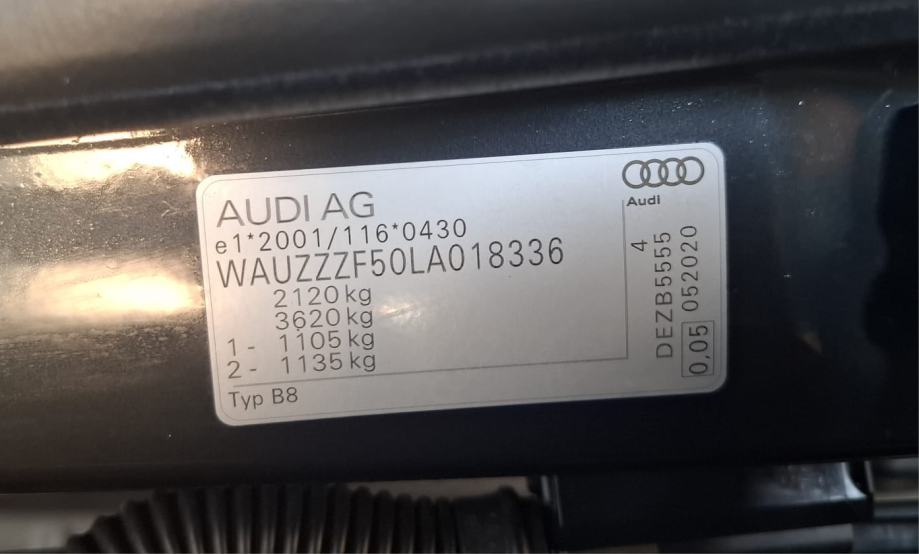 AUDI AG
e1*2001/116*0430
WAUZZZF50LA018336
2120 kg
3620 kg
1 - 1105 kg
2 - 1135 kg
Typ B8
Audi
4
DEZB5555
0,05 052020